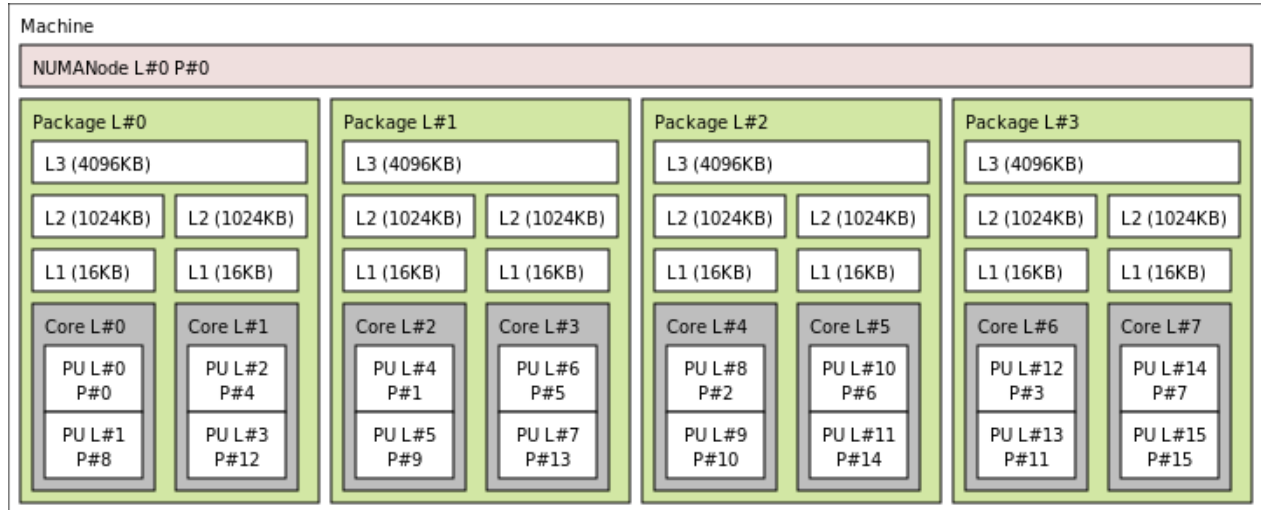 Machine
NUMANode L#0 P#0
Package L#0
L3 (4096KB)
L2 (1024KB)
L2 (1024KB)
L1 (16KB)
L1 (16KB)
Core L#0
PU L#0
P#0
PU L#1
P#8
Core L#1
PU L#2
P#4
PU L#3
P#12
Package L#1
L3 (4096KB)
L2 (1024KB)
L2 (1024KB)
L1 (16KB)
L1 (16KB)
Core L#2
PU L#4
P#1
PU L#5
P#9
Core L#3
PU L#6
P#5
PU L#7
P#13
Package L#2
L3 (4096KB)
L2 (1024KB)
L2 (1024KB)
L1 (16KB)
L1 (16KB)
Core L#4
PU L#8
P#2
PU L#9
P#10
Core L#5
PU L#10
P#6
PU L#11
P#14
Package L#3
L3 (4096KB)
L2 (1024KB)
L2 (1024KB)
L1 (16KB)
L1 (16KB)
Core L#6
PU L#12
P#3
PU L#13
P#11
Core L#7
PU L#14
P#7
PU L#15
P#15